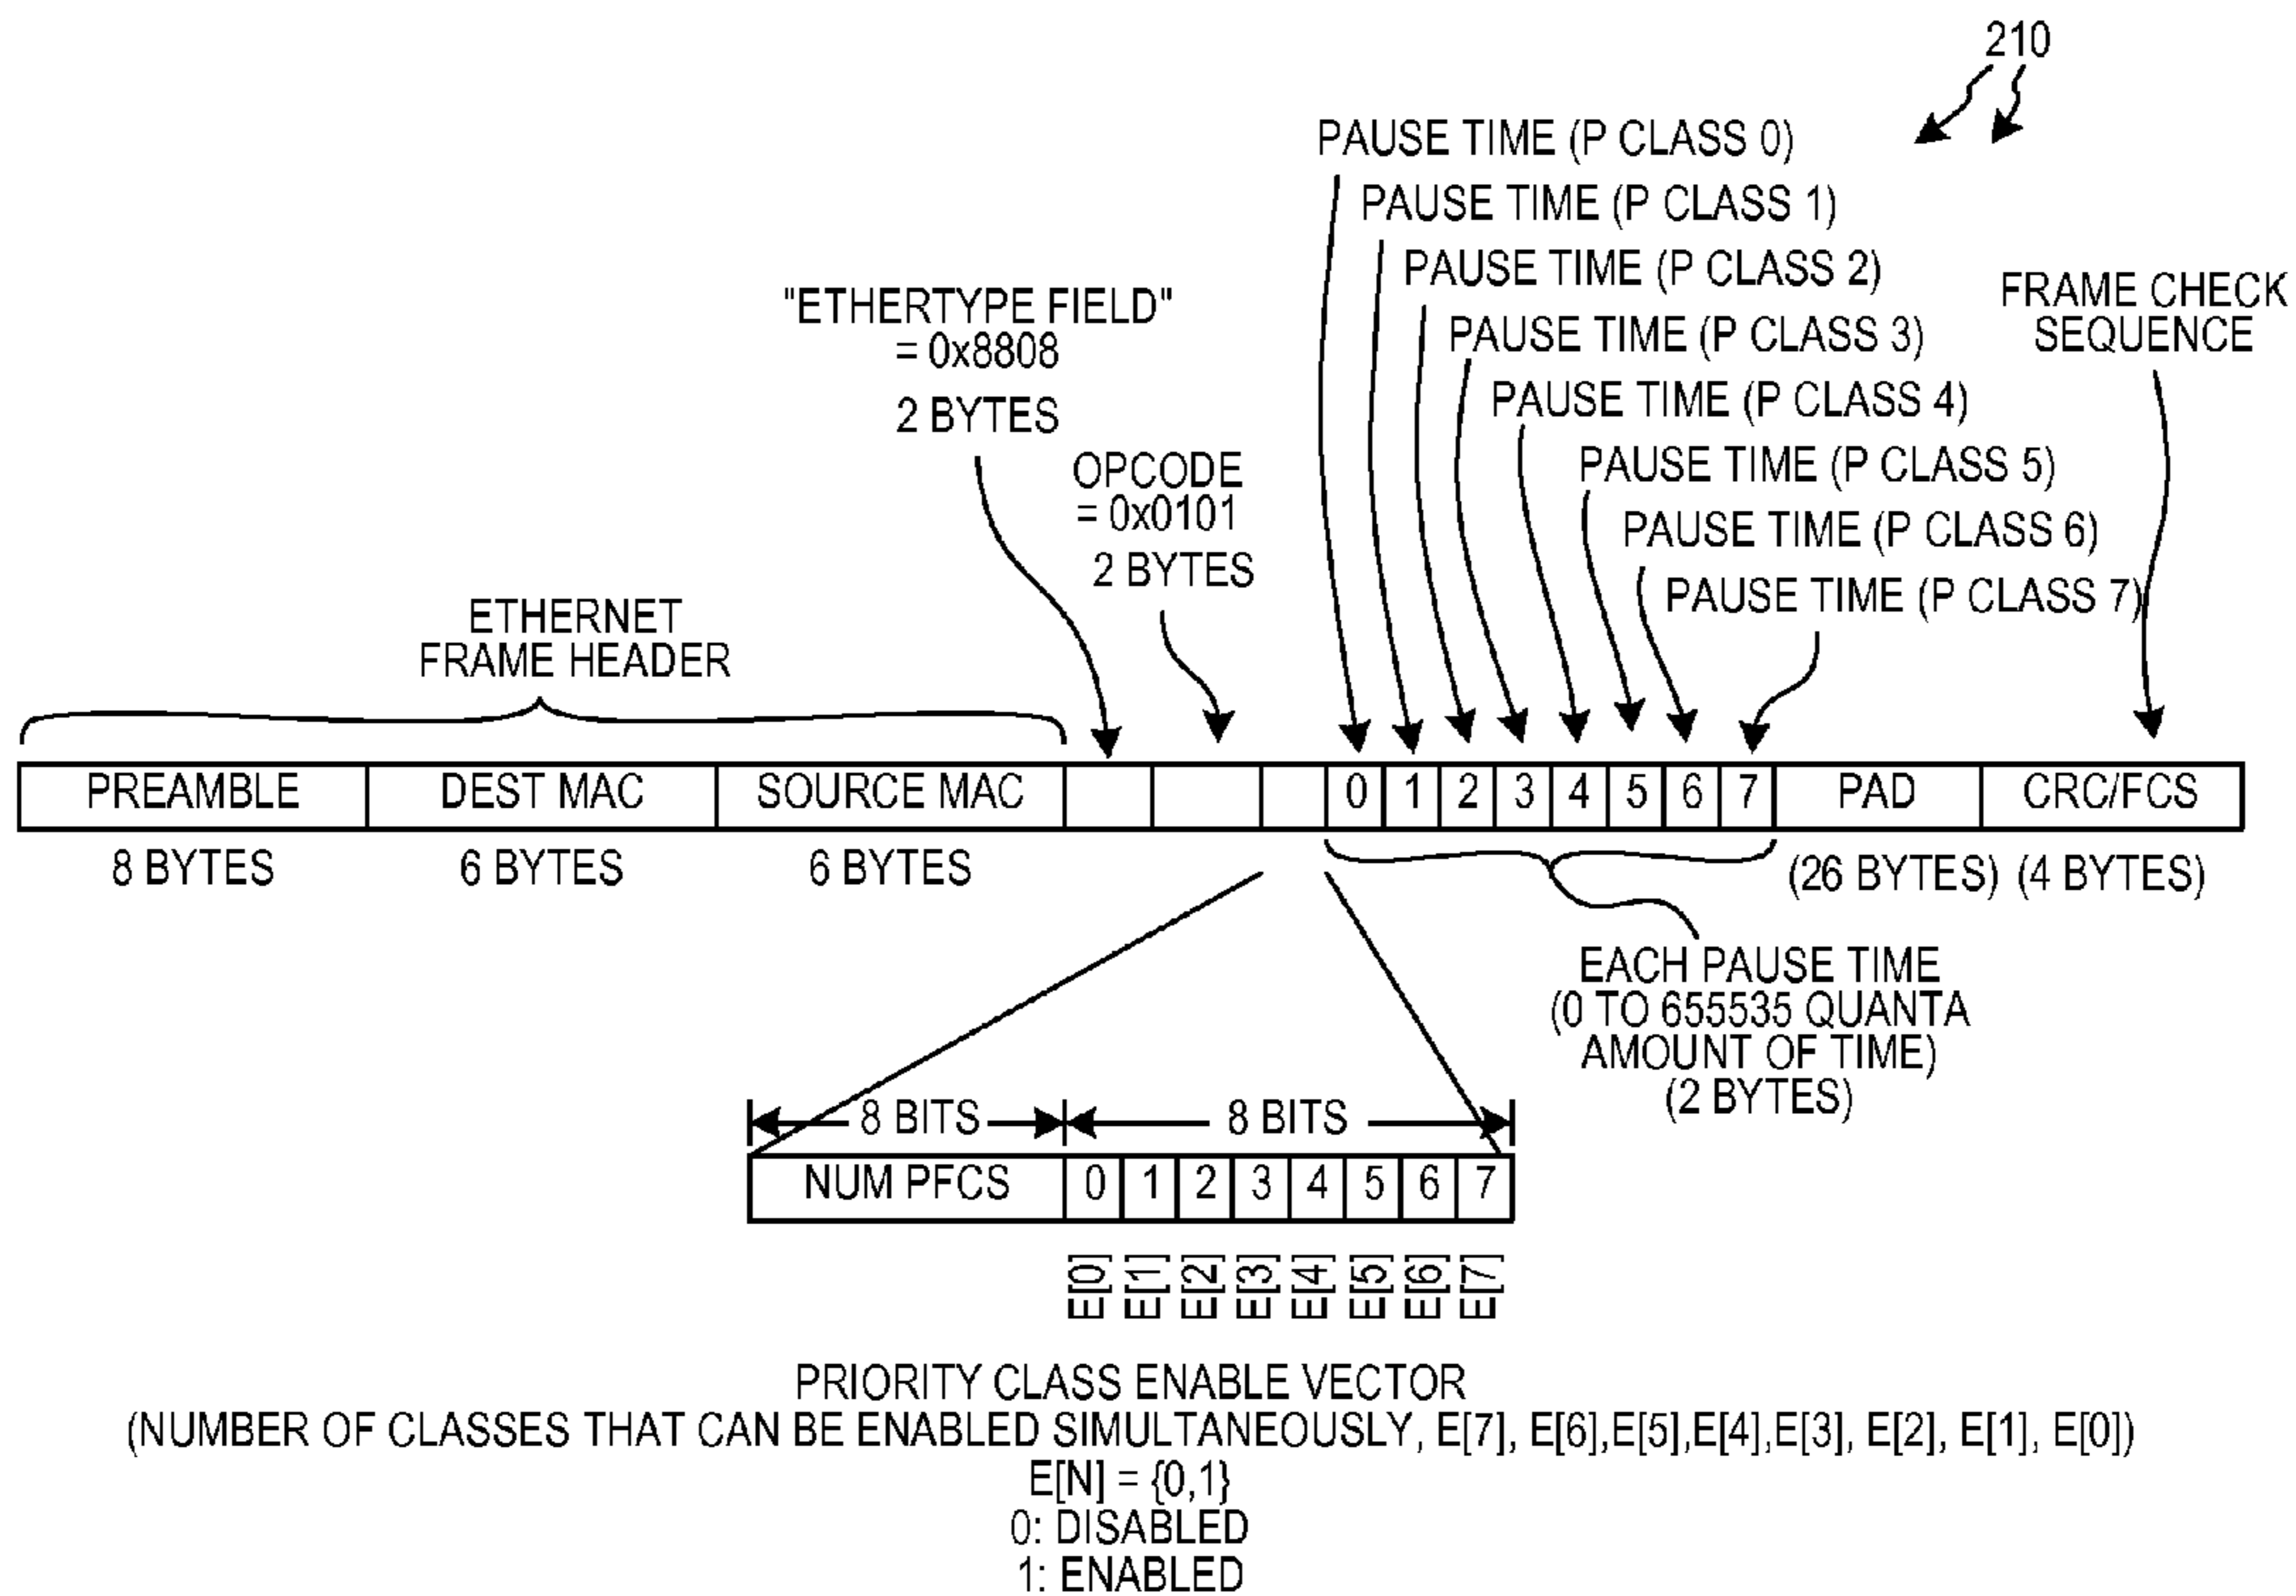 210
PAUSE TIME (P CLASS 0)
PAUSE TIME (P CLASS 1)
PAUSE TIME (P CLASS 2)
PAUSE TIME (P CLASS 3)
PAUSE TIME (P CLASS 4)
PAUSE TIME (P CLASS 5)
PAUSE TIME (P CLASS 6)
PAUSE TIME (P CLASS 7)
FRAME CHECK
SEQUENCE
"ETHERTYPE FIELD"
= 0x8808
2 BYTES
OPCODE
= 0x0101
2 BYTES
ETHERNET
FRAME HEADER
PREAMBLE DEST MAC SOURCE MAC 0 1 2 3 4 5 6 7 PAD CRC/FCS
8 BYTES 6 BYTES 6 BYTES (26 BYTES) (4 BYTES)
EACH PAUSE TIME
(0 TO 655535 QUANTA
AMOUNT OF TIME)
(2 BYTES)
8 BITS 8 BITS
NUM PFCS 0 1 2 3 4 5 6 7
E[0] E[1] E[2] E[3] E[4] E[5] E[6] E[7]
PRIORITY CLASS ENABLE VECTOR
(NUMBER OF CLASSES THAT CAN BE ENABLED SIMULTANEOUSLY, E[7], E[6],E[5],E[4],E[3], E[2], E[1], E[0])
E[N] = {0,1}
0: DISABLED
1: ENABLED